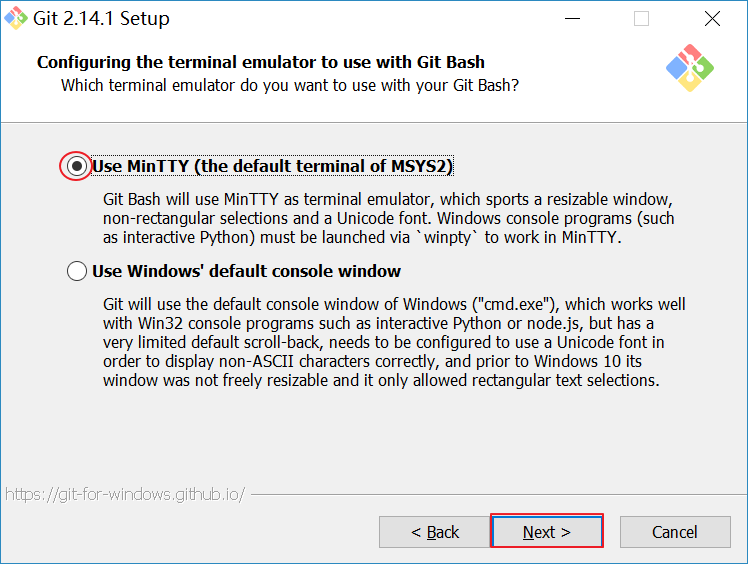 Git 2.14.1 Setup
Configuring the terminal emulator to use with Git Bash
Which terminal emulator do you want to use with your Git Bash?
Use MinTTY (the default terminal of MSYS2)
Git Bash will use MinTTY as terminal emulator, which sports a resizable window,
non-rectangular selections and a Unicode font. Windows console programs (such
as interactive Python) must be launched via `winpty` to work in MinTTY.
Use Windows' default console window
Git will use the default console window of Windows ("cmd.exe"), which works well
with Win32 console programs such as interactive Python or node.js, but has a
very limited default scroll-back, needs to be configured to use a Unicode font in
order to display non-ASCII characters correctly, and prior to Windows 10 its
window was not freely resizable and it only allowed rectangular text selections.
https://git-for-windows.github.io/
< Back
Next >
Cancel